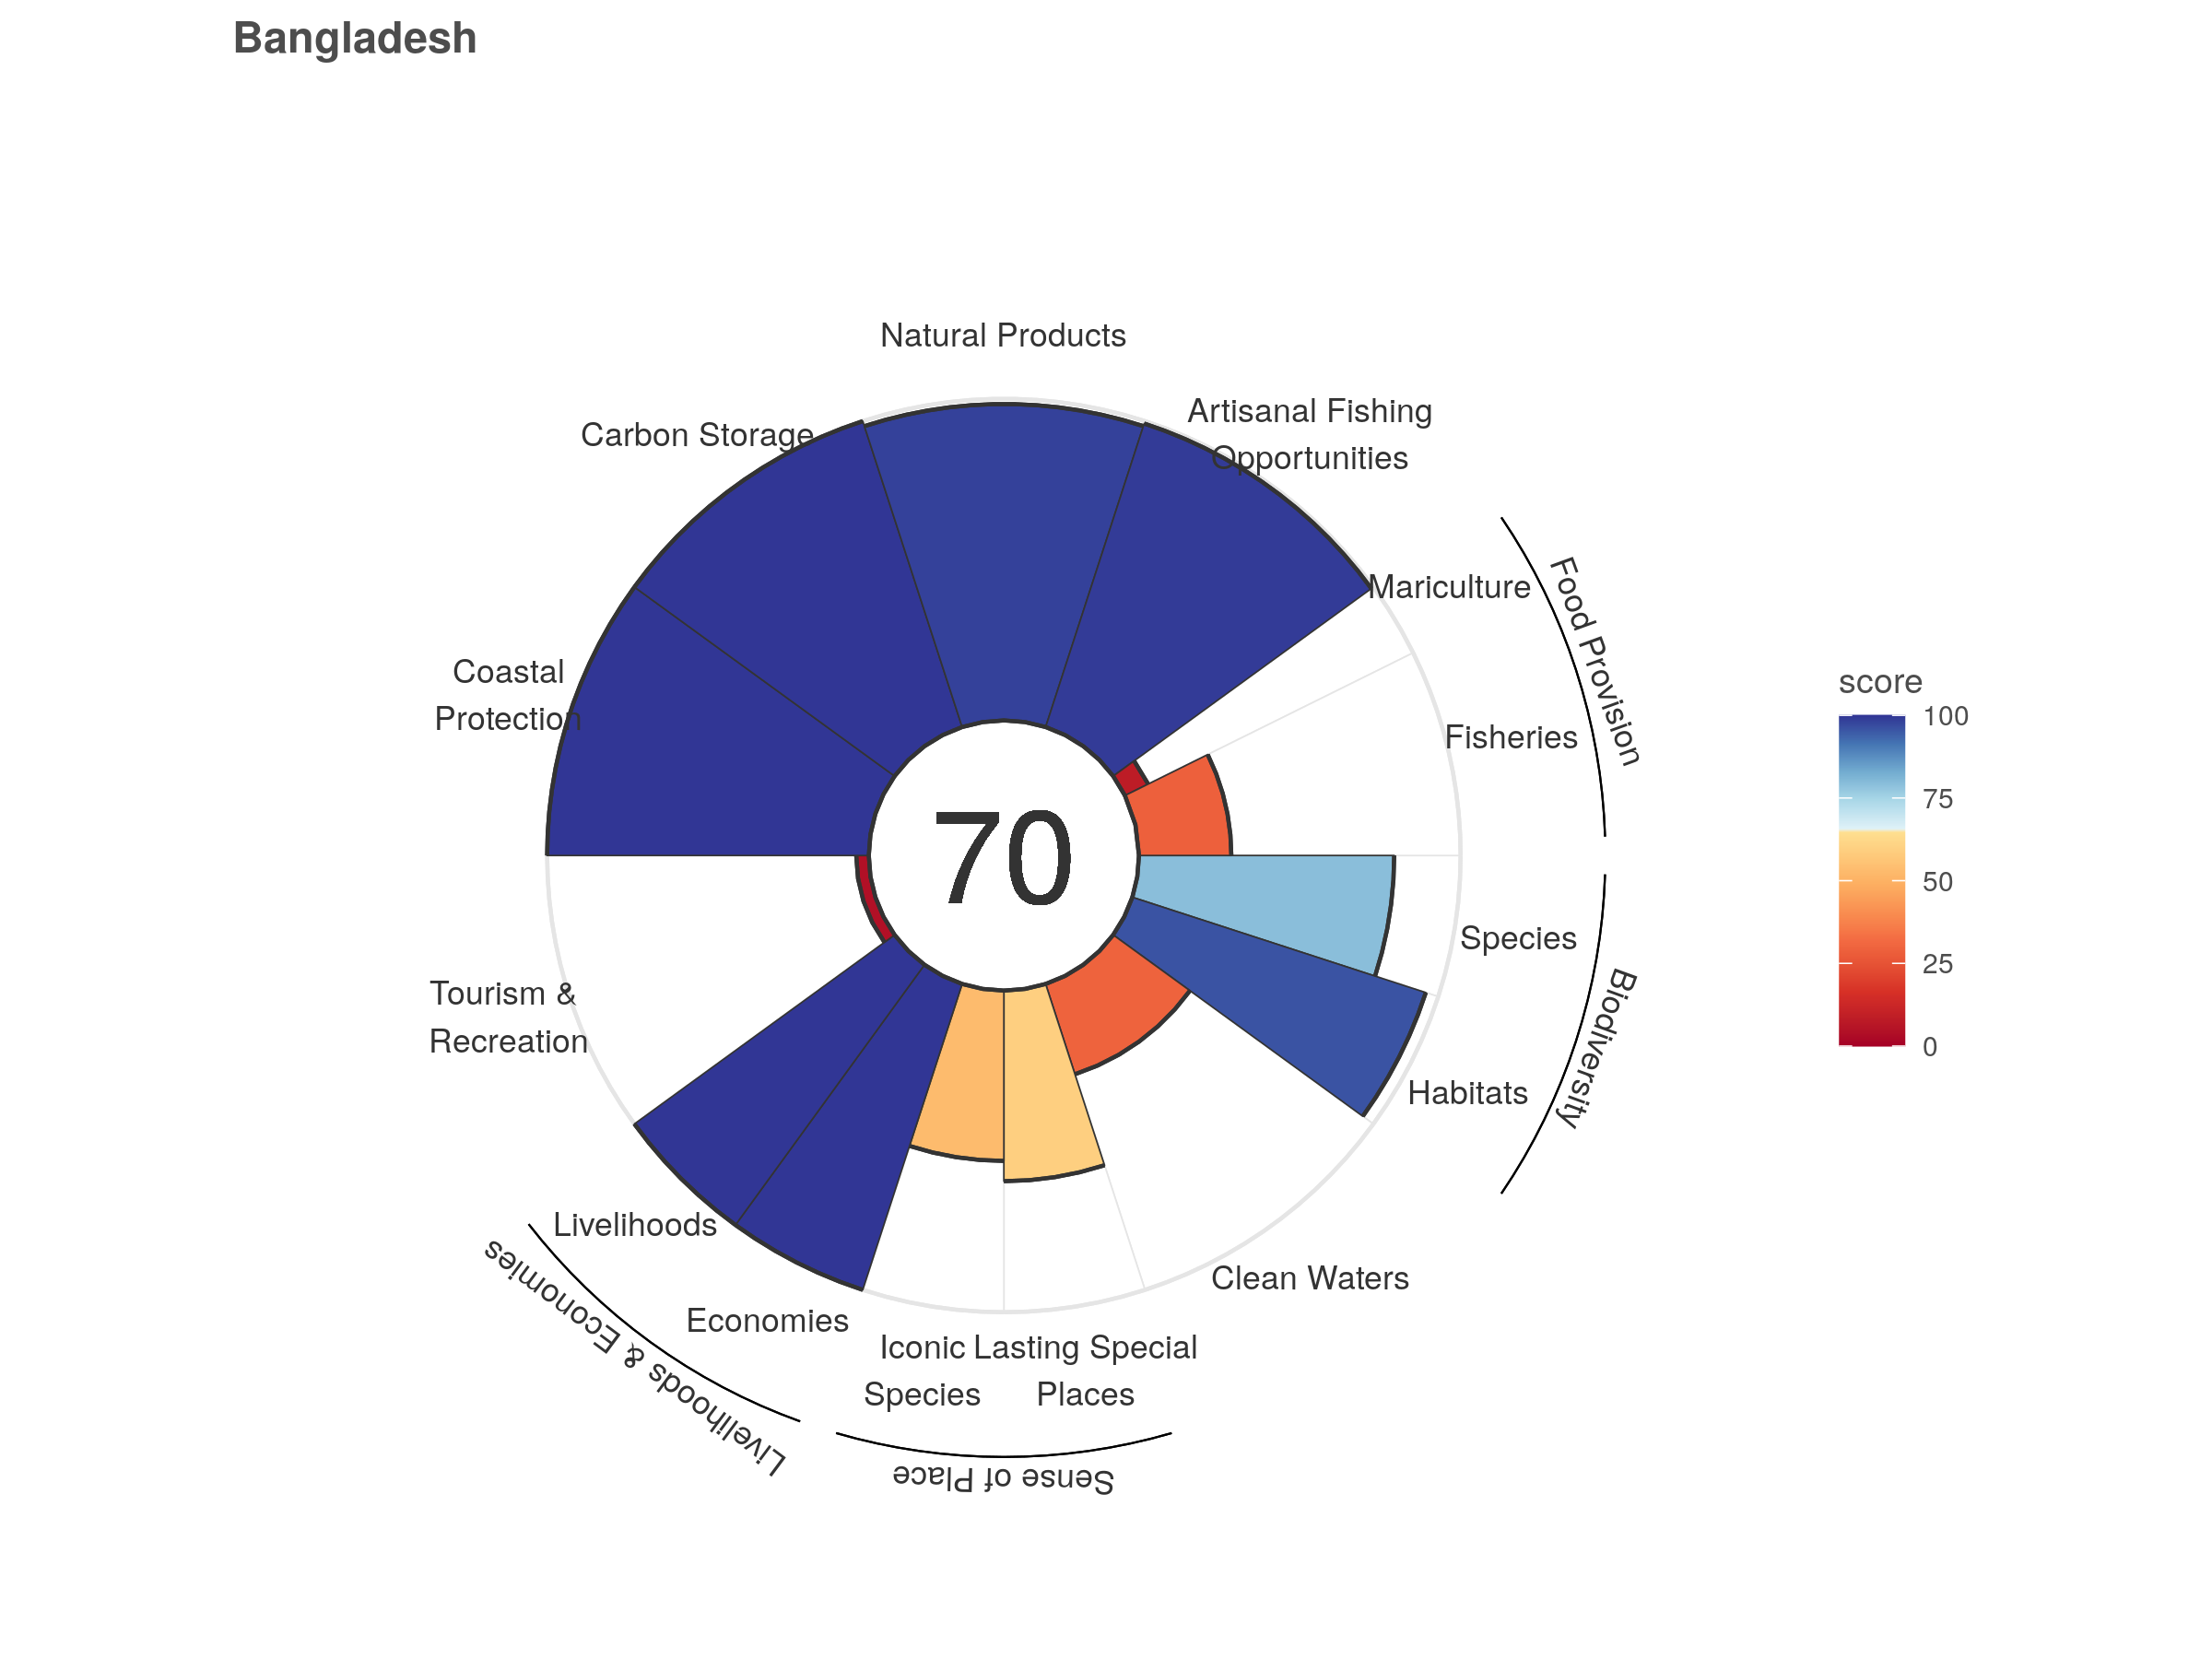 Bangladesh
Natural Products
Carbon Storage
Artisanal Fishing
Opportunities
Mariculture
Food Provision
Fisheries
Coastal
Protection
70
score
100
75
50
25
0
Species
Biodiversity
Habitats
Tourism &
Recreation
Livelihoods
Economies
Livelihoods & Economies
Clean Waters
Iconic
Species
Lasting Special
Places
Sense of Place